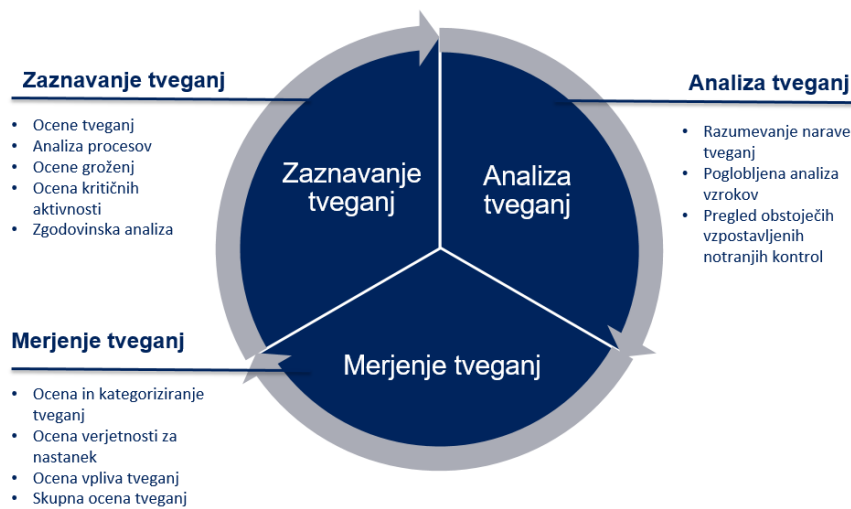 Zaznavanje tveganj
• Ocene tveganj
• Analiza procesov
• Ocene groženj
• Ocena kritičnih
aktivnosti
• Zgodovinska analiza
Zaznavanje
tveganj
Analiza
tveganj
Merjenje tveganj
Analiza tveganj
• Razumevanje narave
tveganj
• Poglobljena analiza
vzrokov
• Pregled obstoječih
vzpostavljenih
notranjih kontrol
Merjenje tveganj
• Ocena in kategoriziranje
tveganj
• Ocena verjetnosti za
nastanek
• Ocena vpliva tveganj
• Skupna ocena tveganj